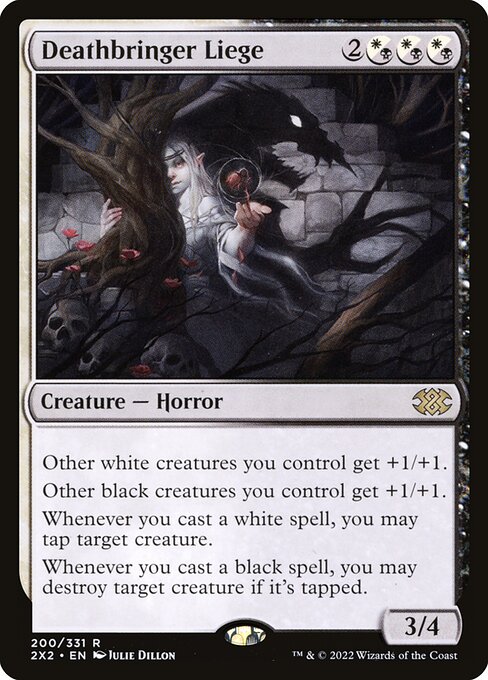 Deathbringer Liege 2
Creature — Horror
Other white creatures you control get +1/+1.
Other black creatures you control get +1/+1.
Whenever you cast a white spell, you may
tap target creature.
Whenever you cast a black spell, you may
destroy target creature if it's tapped.
3/4
200/331 R
2X2 • EN Julie Dillon
™ & © 2022 Wizards of the Coast